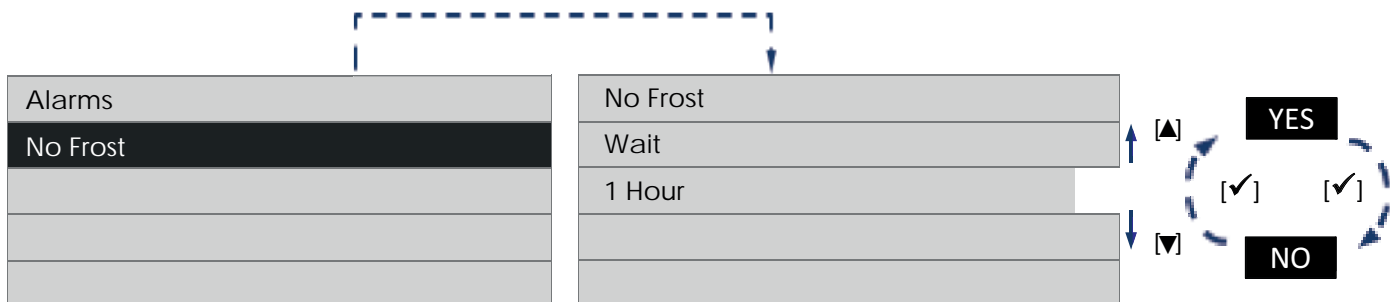 Alarms
No Frost
No Frost
Wait
1 Hour
[▲]
[▼]
YES
[✓] [✓]
NO